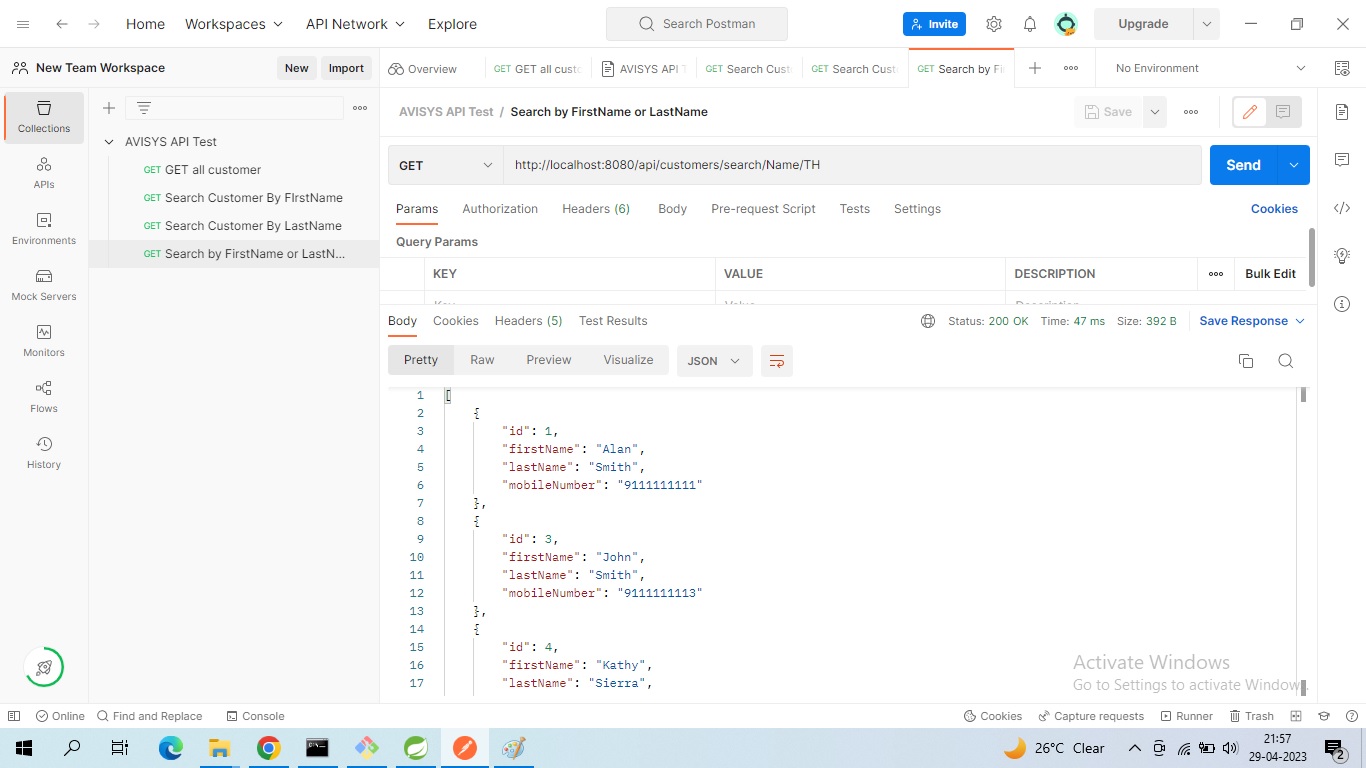 Home Workspaces API Network Explore Search Postman Invite Upgrade
New Team Workspace New Import
Overview GET GET all cust AVISYS API T GET Search Cust GET Search Cust GET Search by Fi No Environment
Collections
APIs
Environments
Mock Servers
Monitors
Flows
History
AVISYS API Test
GET GET all customer
GET Search Customer By FIrstName
GET Search Customer By LastName
GET Search by FirstName or LastN...
AVISYS API Test / Search by FirstName or LastName Save
GET http://localhost:8080/api/customers/search/Name/TH Send
Params Authorization Headers (6) Body Pre-request Script Tests Settings Cookies
Query Params
KEY VALUE DESCRIPTION Bulk Edit
Key Value Description
Body Cookies Headers (5) Test Results Status: 200 OK Time: 47 ms Size: 392 B Save Response
Pretty Raw Preview Visualize JSON
1 [
2 {
3 "id": 1,
4 "firstName": "Alan",
5 "lastName": "Smith",
6 "mobileNumber": "9111111111"
7 },
8 {
9 "id": 3,
10 "firstName": "John",
11 "lastName": "Smith",
12 "mobileNumber": "9111111113"
13 },
14 {
15 "id": 4,
16 "firstName": "Kathy",
17 "lastName": "Sierra",
Activate Windows
Go to Settings to activate Windows.
Online Find and Replace Console Cookies Capture requests Runner Trash
26°C Clear
21:57
29-04-2023
2